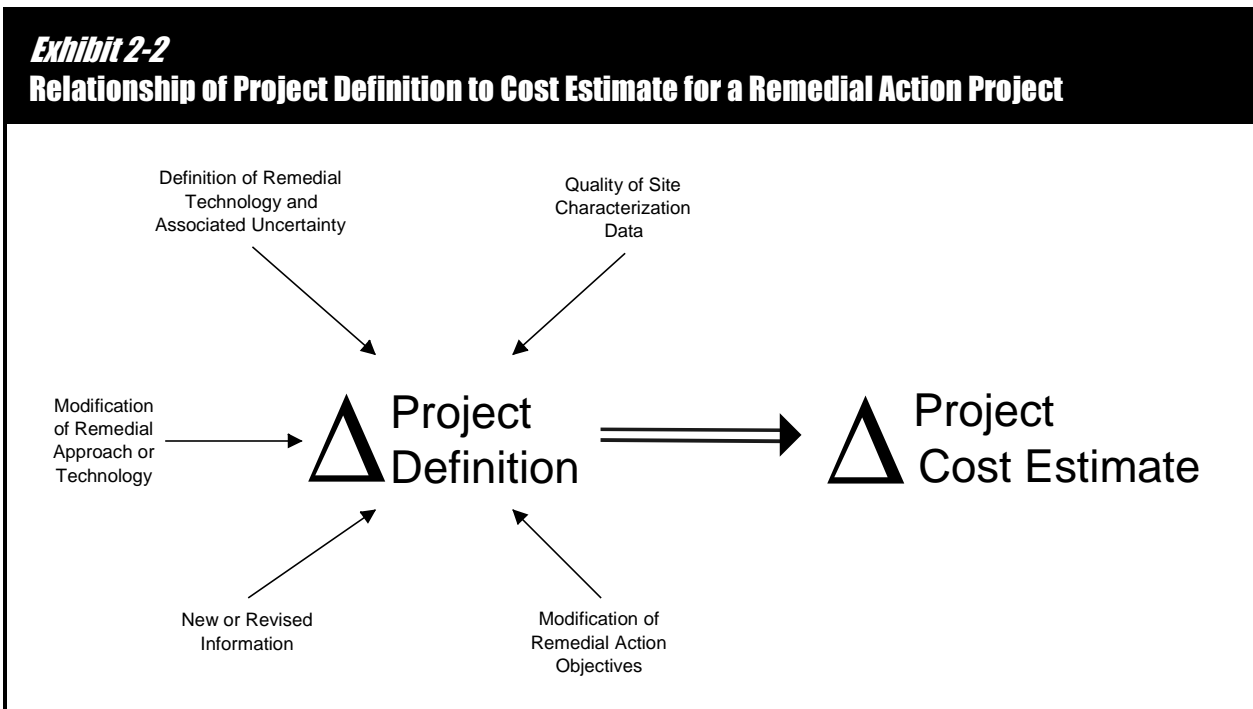 Exhibit 2-2
Relationship of Project Definition to Cost Estimate for a Remedial Action Project
Definition of Remedial
Technology and
Associated Uncertainty
Quality of Site
Characterization
Data
Modification
of Remedial
Approach or
Technology
Δ Project
Definition
Δ Project
Cost Estimate
New or Revised
Information
Modification of
Remedial Action
Objectives